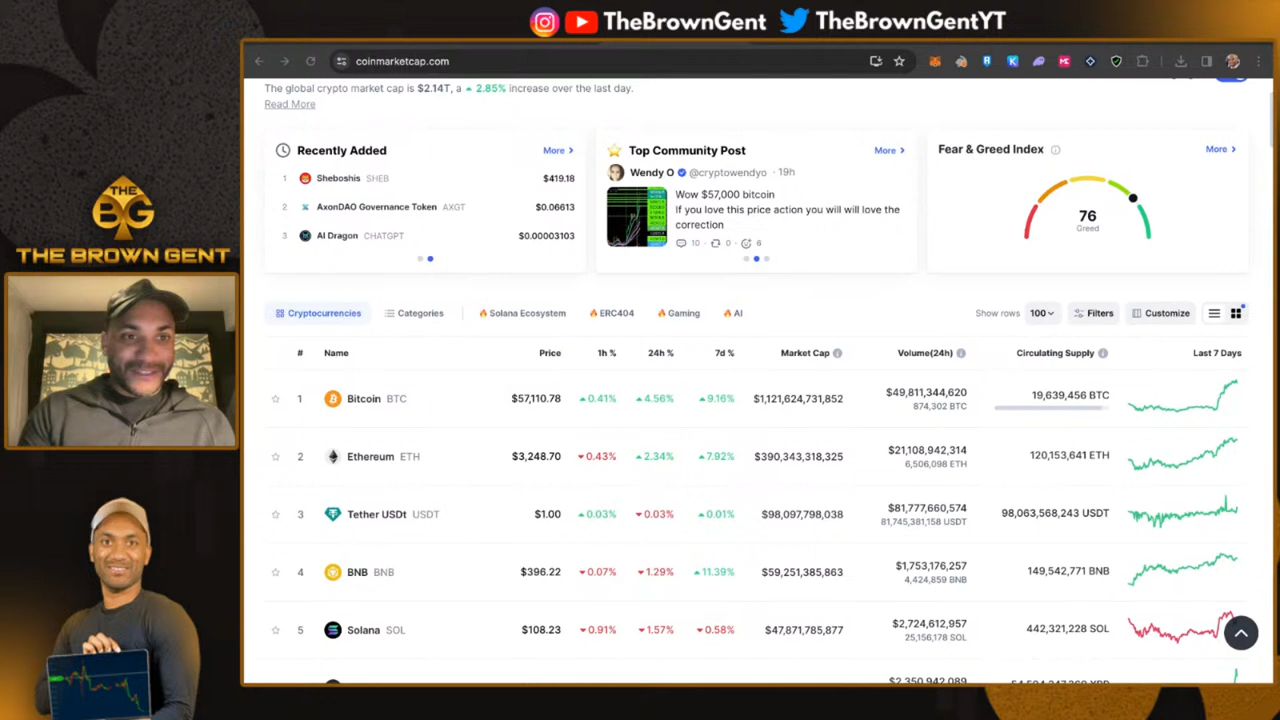 TheBrownGent TheBrownGentYT
coinmarketcap.com
The global crypto market cap is $2.14T, a 2.85% increase over the last day.
Read More
Recently Added More
1 Sheboshis SHEB $419.18
2 AxonDAO Governance Token AXGT $0.06613
3 AI Dragon CHATGPT $0.00003103
Top Community Post More
Wendy O @cryptowendyo · 19h
Wow $57,000 bitcoin
If you love this price action you will will love the
correction
10 0 6
Fear & Greed Index More
76
Greed
THE
BG
THE BROWN GENT
Cryptocurrencies Categories Solana Ecosystem ERC404 Gaming AI Show rows 100 Filters Customize
# Name Price 1h % 24h % 7d % Market Cap Volume(24h) Circulating Supply Last 7 Days
1 Bitcoin BTC $57,110.78 0.41% 4.56% 9.16% $1,121,624,731,852 $49,811,344,620 19,639,456 BTC
874,302 BTC
2 Ethereum ETH $3,248.70 0.43% 2.34% 7.92% $390,343,318,325 $21,108,942,314 120,153,641 ETH
6,506,098 ETH
3 Tether USDt USDT $1.00 0.03% 0.03% 0.01% $98,097,798,038 $81,777,660,574 98,063,568,243 USDT
81,745,381,158 USDT
4 BNB BNB $396.22 0.07% 1.29% 11.39% $59,251,385,863 $1,753,176,257 149,542,771 BNB
4,424,859 BNB
5 Solana SOL $108.23 0.91% 1.57% 0.58% $47,871,785,877 $2,724,612,957 442,321,228 SOL
25,156,178 SOL